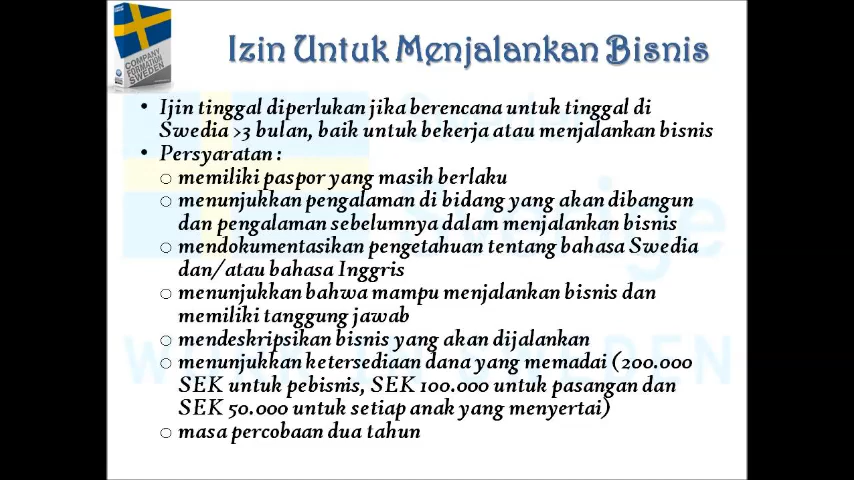 COMPANY
FORMATION
SWEDEN
Izin Untuk Menjalankan Bisnis
• Ijin tinggal diperlukan jika berencana untuk tinggal di
Swedia >3 bulan, baik untuk bekerja atau menjalankan bisnis
• Persyaratan :
o memiliki paspor yang masih berlaku
o menunjukkan pengalaman di bidang yang akan dibangun
dan pengalaman sebelumnya dalam menjalankan bisnis
o mendokumentasikan pengetahuan tentang bahasa Swedia
dan/atau bahasa Inggris
o menunjukkan bahwa mampu menjalankan bisnis dan
memiliki tanggung jawab
o mendeskripsikan bisnis yang akan dijalankan
o menunjukkan ketersediaan dana yang memadai (200.000
SEK untuk pebisnis, SEK 100.000 untuk pasangan dan
SEK 50.000 untuk setiap anak yang menyertai)
o masa percobaan dua tahun